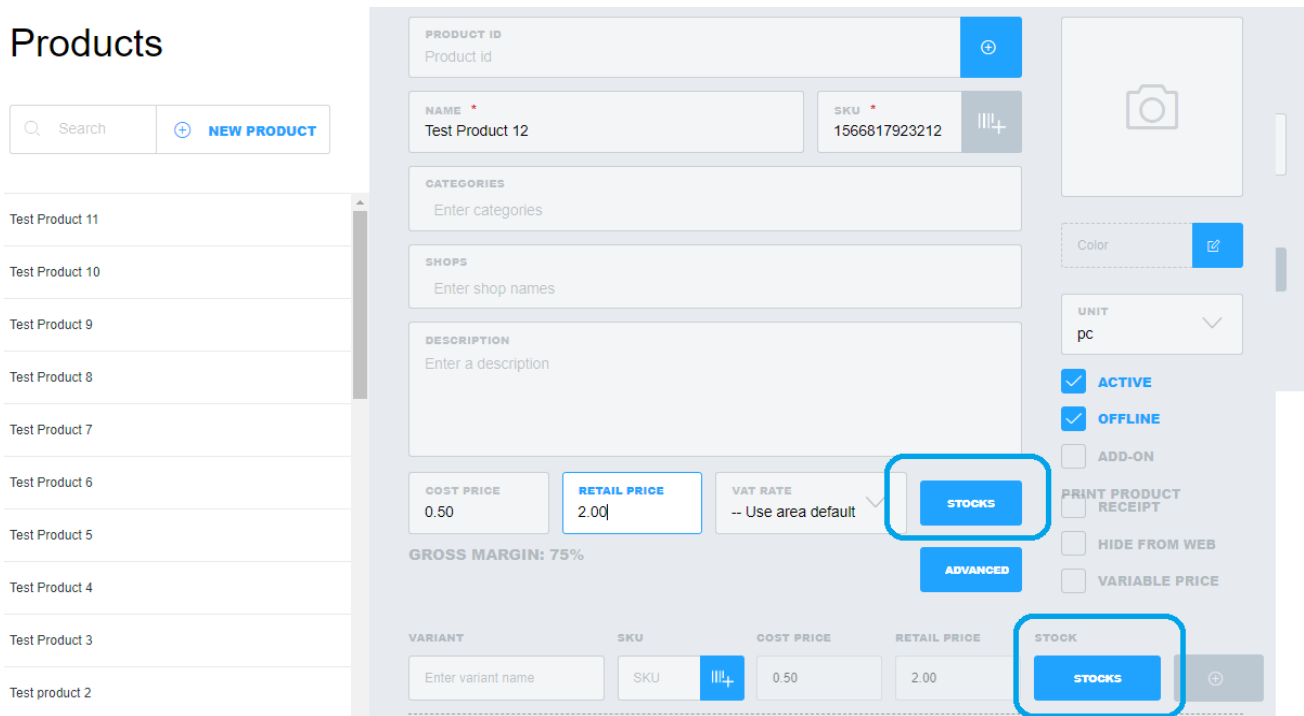 Products
Search
NEW PRODUCT
Test Product 11
Test Product 10
Test Product 9
Test Product 8
Test Product 7
Test Product 6
Test Product 5
Test Product 4
Test Product 3
Test product 2
PRODUCT ID
Product id
NAME *
Test Product 12
SKU *
1566817923212
CATEGORIES
Enter categories
SHOPS
Enter shop names
DESCRIPTION
Enter a description
COST PRICE
0.50
RETAIL PRICE
2.00
VAT RATE
-- Use area default
STOCKS
GROSS MARGIN: 75%
ADVANCED
Color
UNIT
pc
ACTIVE
OFFLINE
ADD-ON
PRINT PRODUCT
RECEIPT
HIDE FROM WEB
VARIABLE PRICE
VARIANT SKU COST PRICE RETAIL PRICE STOCK
Enter variant name SKU 0.50 2.00 STOCKS